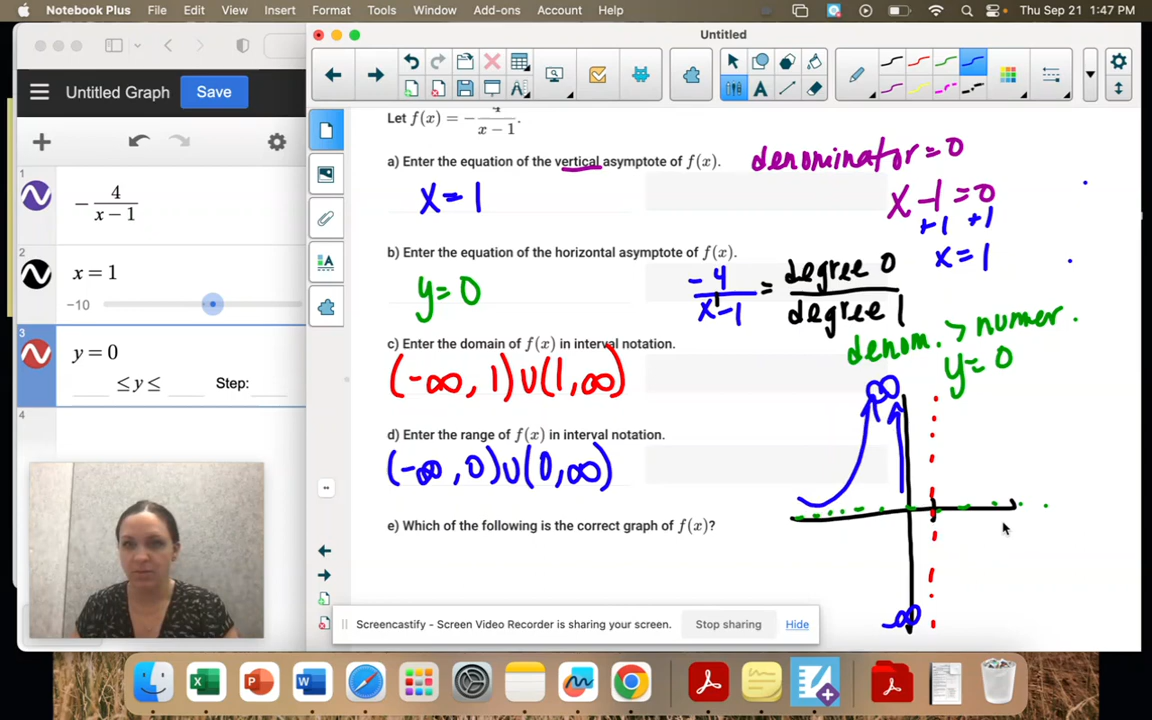 Notebook Plus File Edit View Insert Format Tools Window Add-ons Account Help Thu Sep 21 1:47 PM
Untitled
Untitled Graph Save
1
- 4
x - 1
2
x = 1
-10
3
y = 0
≤ y ≤ Step:
4
Let f(x) = - 4
x - 1 .
a) Enter the equation of the vertical asymptote of f(x).
denominator = 0
x = 1
x - 1 = 0
+1 +1
x = 1
b) Enter the equation of the horizontal asymptote of f(x).
y = 0
-4
x¹-1
=
degree 0
degree 1
denom. > numer.
y = 0
c) Enter the domain of f(x) in interval notation.
(-∞, 1) ∪ (1, ∞)
d) Enter the range of f(x) in interval notation.
(-∞, 0) ∪ (0, ∞)
∞
e) Which of the following is the correct graph of f(x)?
-∞
Screencastify - Screen Video Recorder is sharing your screen. Stop sharing Hide